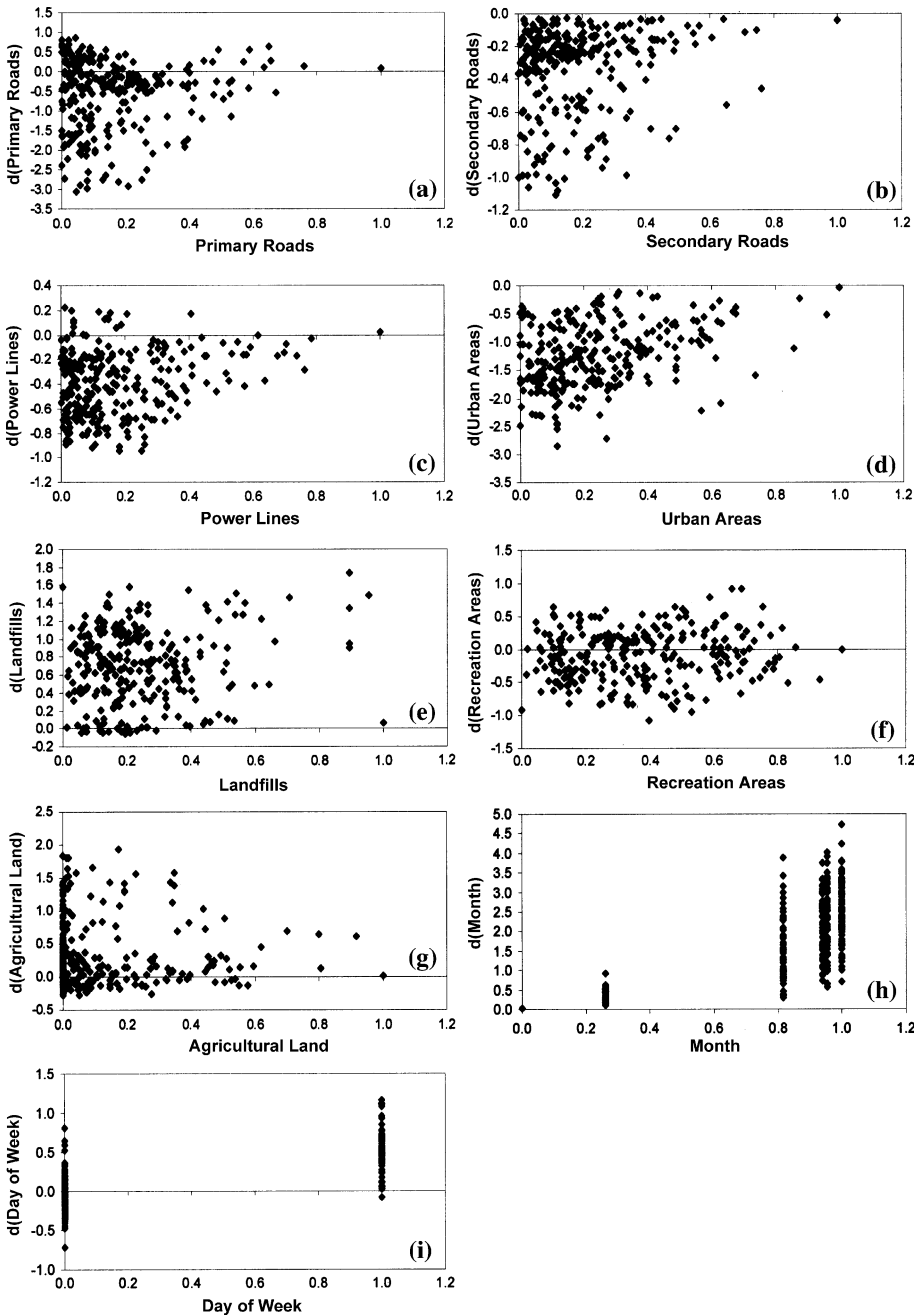 1.5
1.0
0.5
0.0
-0.5
-1.0
-1.5
-2.0
-2.5
-3.0
-3.5
d(Primary Roads)
(a)
0.0 0.2 0.4 0.6 0.8 1.0 1.2
Primary Roads
0.0
-0.2
-0.4
-0.6
-0.8
-1.0
-1.2
d(Secondary Roads)
(b)
0.0 0.2 0.4 0.6 0.8 1.0 1.2
Secondary Roads
0.4
0.2
0.0
-0.2
-0.4
-0.6
-0.8
-1.0
-1.2
d(Power Lines)
(c)
0.0 0.2 0.4 0.6 0.8 1.0 1.2
Power Lines
0.0
-0.5
-1.0
-1.5
-2.0
-2.5
-3.0
-3.5
d(Urban Areas)
(d)
0.0 0.2 0.4 0.6 0.8 1.0 1.2
Urban Areas
2.0
1.8
1.6
1.4
1.2
1.0
0.8
0.6
0.4
0.2
0.0
-0.2
d(Landfills)
(e)
0.0 0.2 0.4 0.6 0.8 1.0 1.2
Landfills
1.5
1.0
0.5
0.0
-0.5
-1.0
-1.5
d(Recreation Areas)
(f)
0.0 0.2 0.4 0.6 0.8 1.0 1.2
Recreation Areas
2.5
2.0
1.5
1.0
0.5
0.0
-0.5
d(Agricultural Land)
(g)
0.0 0.2 0.4 0.6 0.8 1.0 1.2
Agricultural Land
5.0
4.5
4.0
3.5
3.0
2.5
2.0
1.5
1.0
0.5
0.0
d(Month)
(h)
0.0 0.2 0.4 0.6 0.8 1.0 1.2
Month
1.5
1.0
0.5
0.0
-0.5
-1.0
d(Day of Week)
(i)
0.0 0.2 0.4 0.6 0.8 1.0 1.2
Day of Week